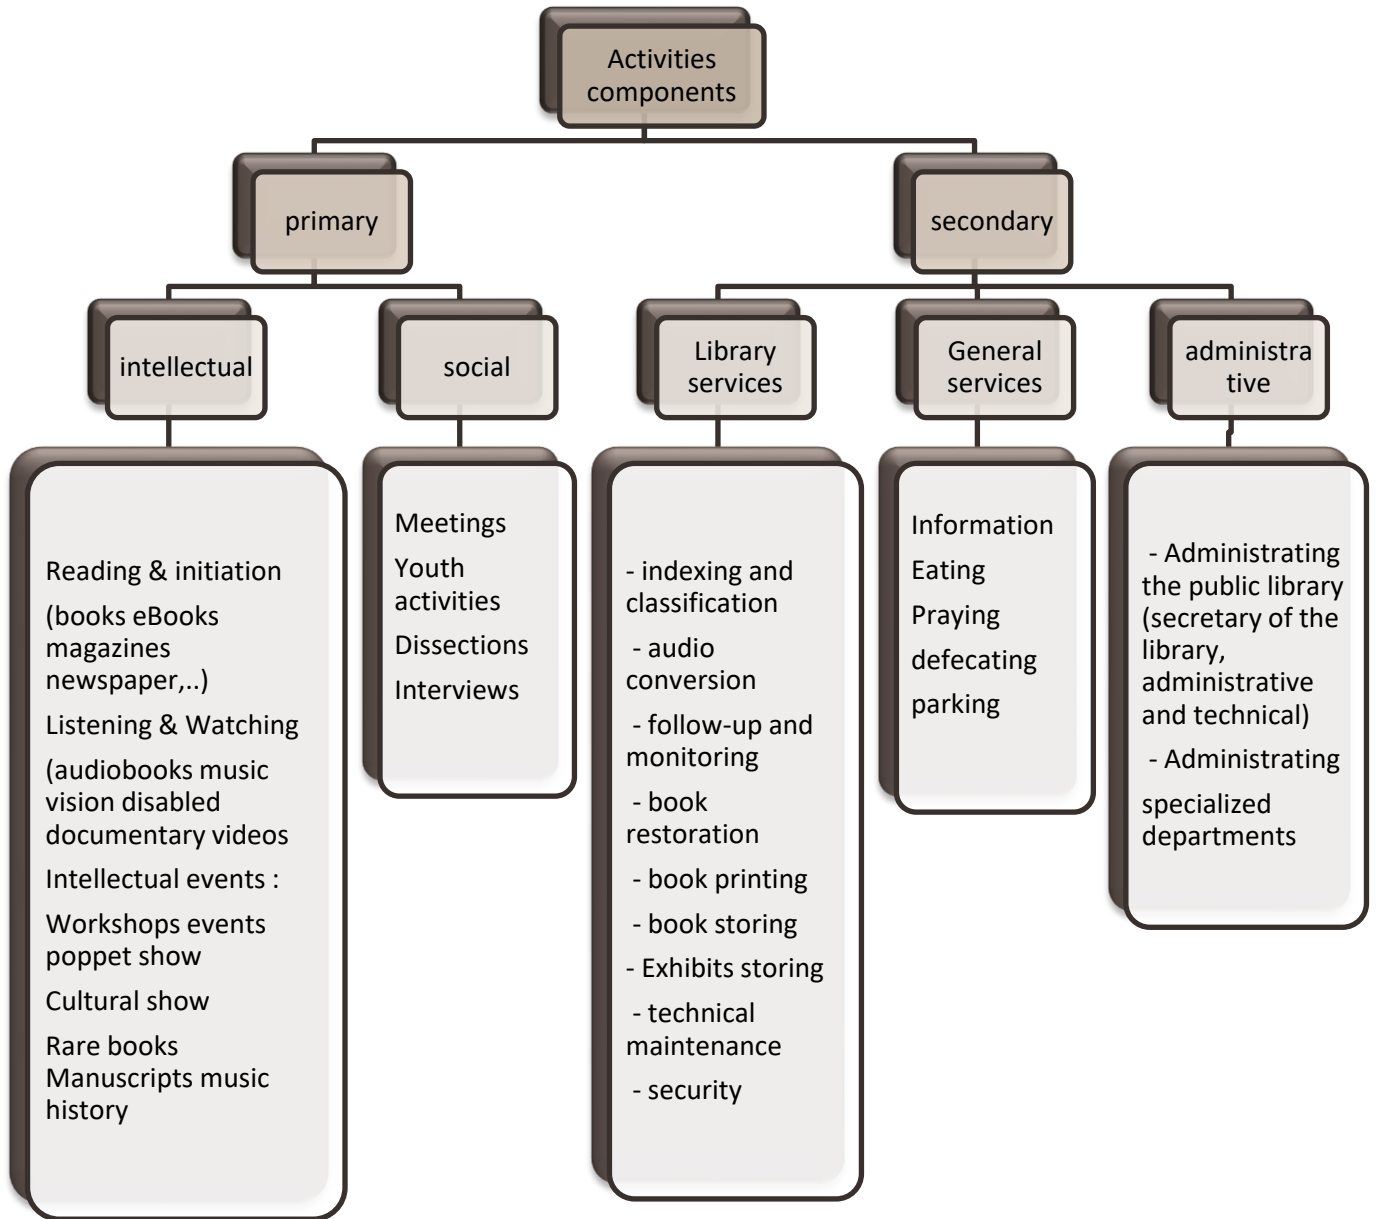 Activities
components
primary
secondary
intellectual
social
Library
services
General
services
administra
tive
Reading & initiation
(books eBooks
magazines
newspaper,..)
Listening & Watching
(audiobooks music
vision disabled
documentary videos
Intellectual events :
Workshops events
poppet show
Cultural show
Rare books
Manuscripts music
history
Meetings
Youth
activities
Dissections
Interviews
- indexing and
classification
- audio
conversion
- follow-up and
monitoring
- book
restoration
- book printing
- book storing
- Exhibits storing
- technical
maintenance
- security
Information
Eating
Praying
defecating
parking
- Administrating
the public library
(secretary of the
library,
administrative
and technical)
- Administrating
specialized
departments